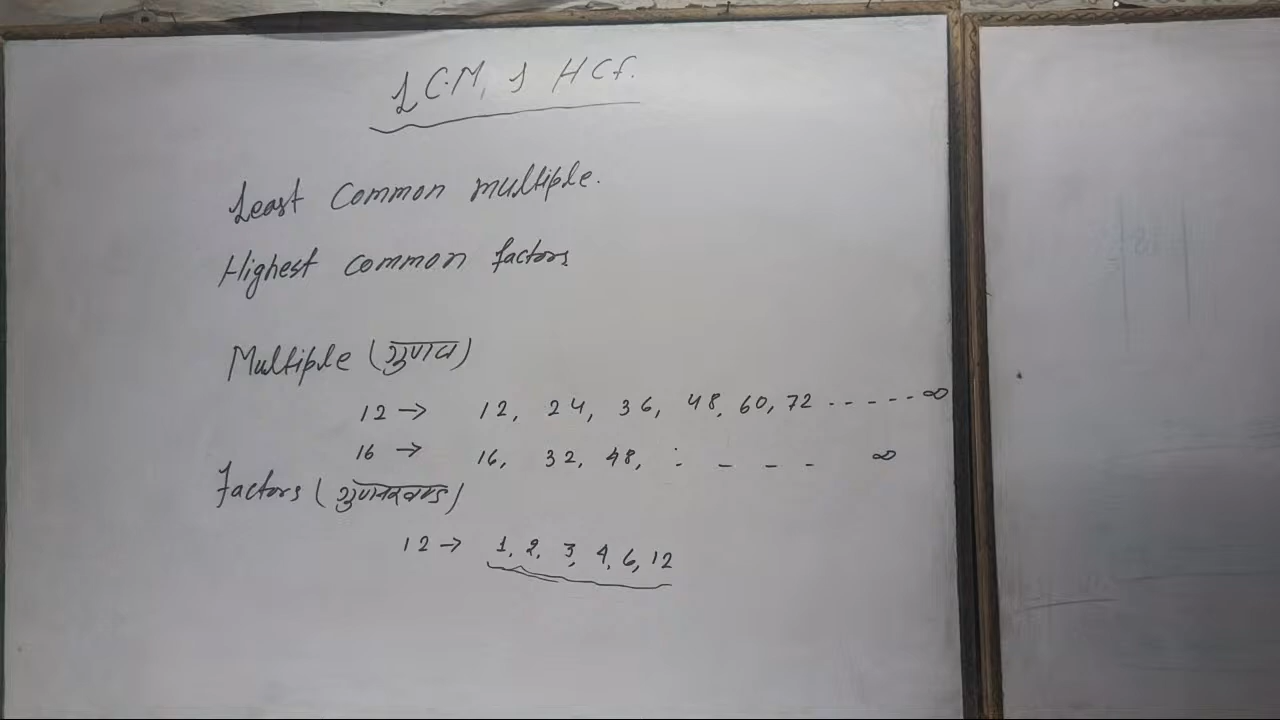 LCM, & HCf.
Least Common multiple.
Highest common factors
Multiple (गुणज)
12 → 12, 24, 36, 48, 60, 72 ------ ∞
16 → 16, 32, 48, : - - - ∞
Factors (गुणनखण्ड)
12 → 1, 2, 3, 4, 6, 12